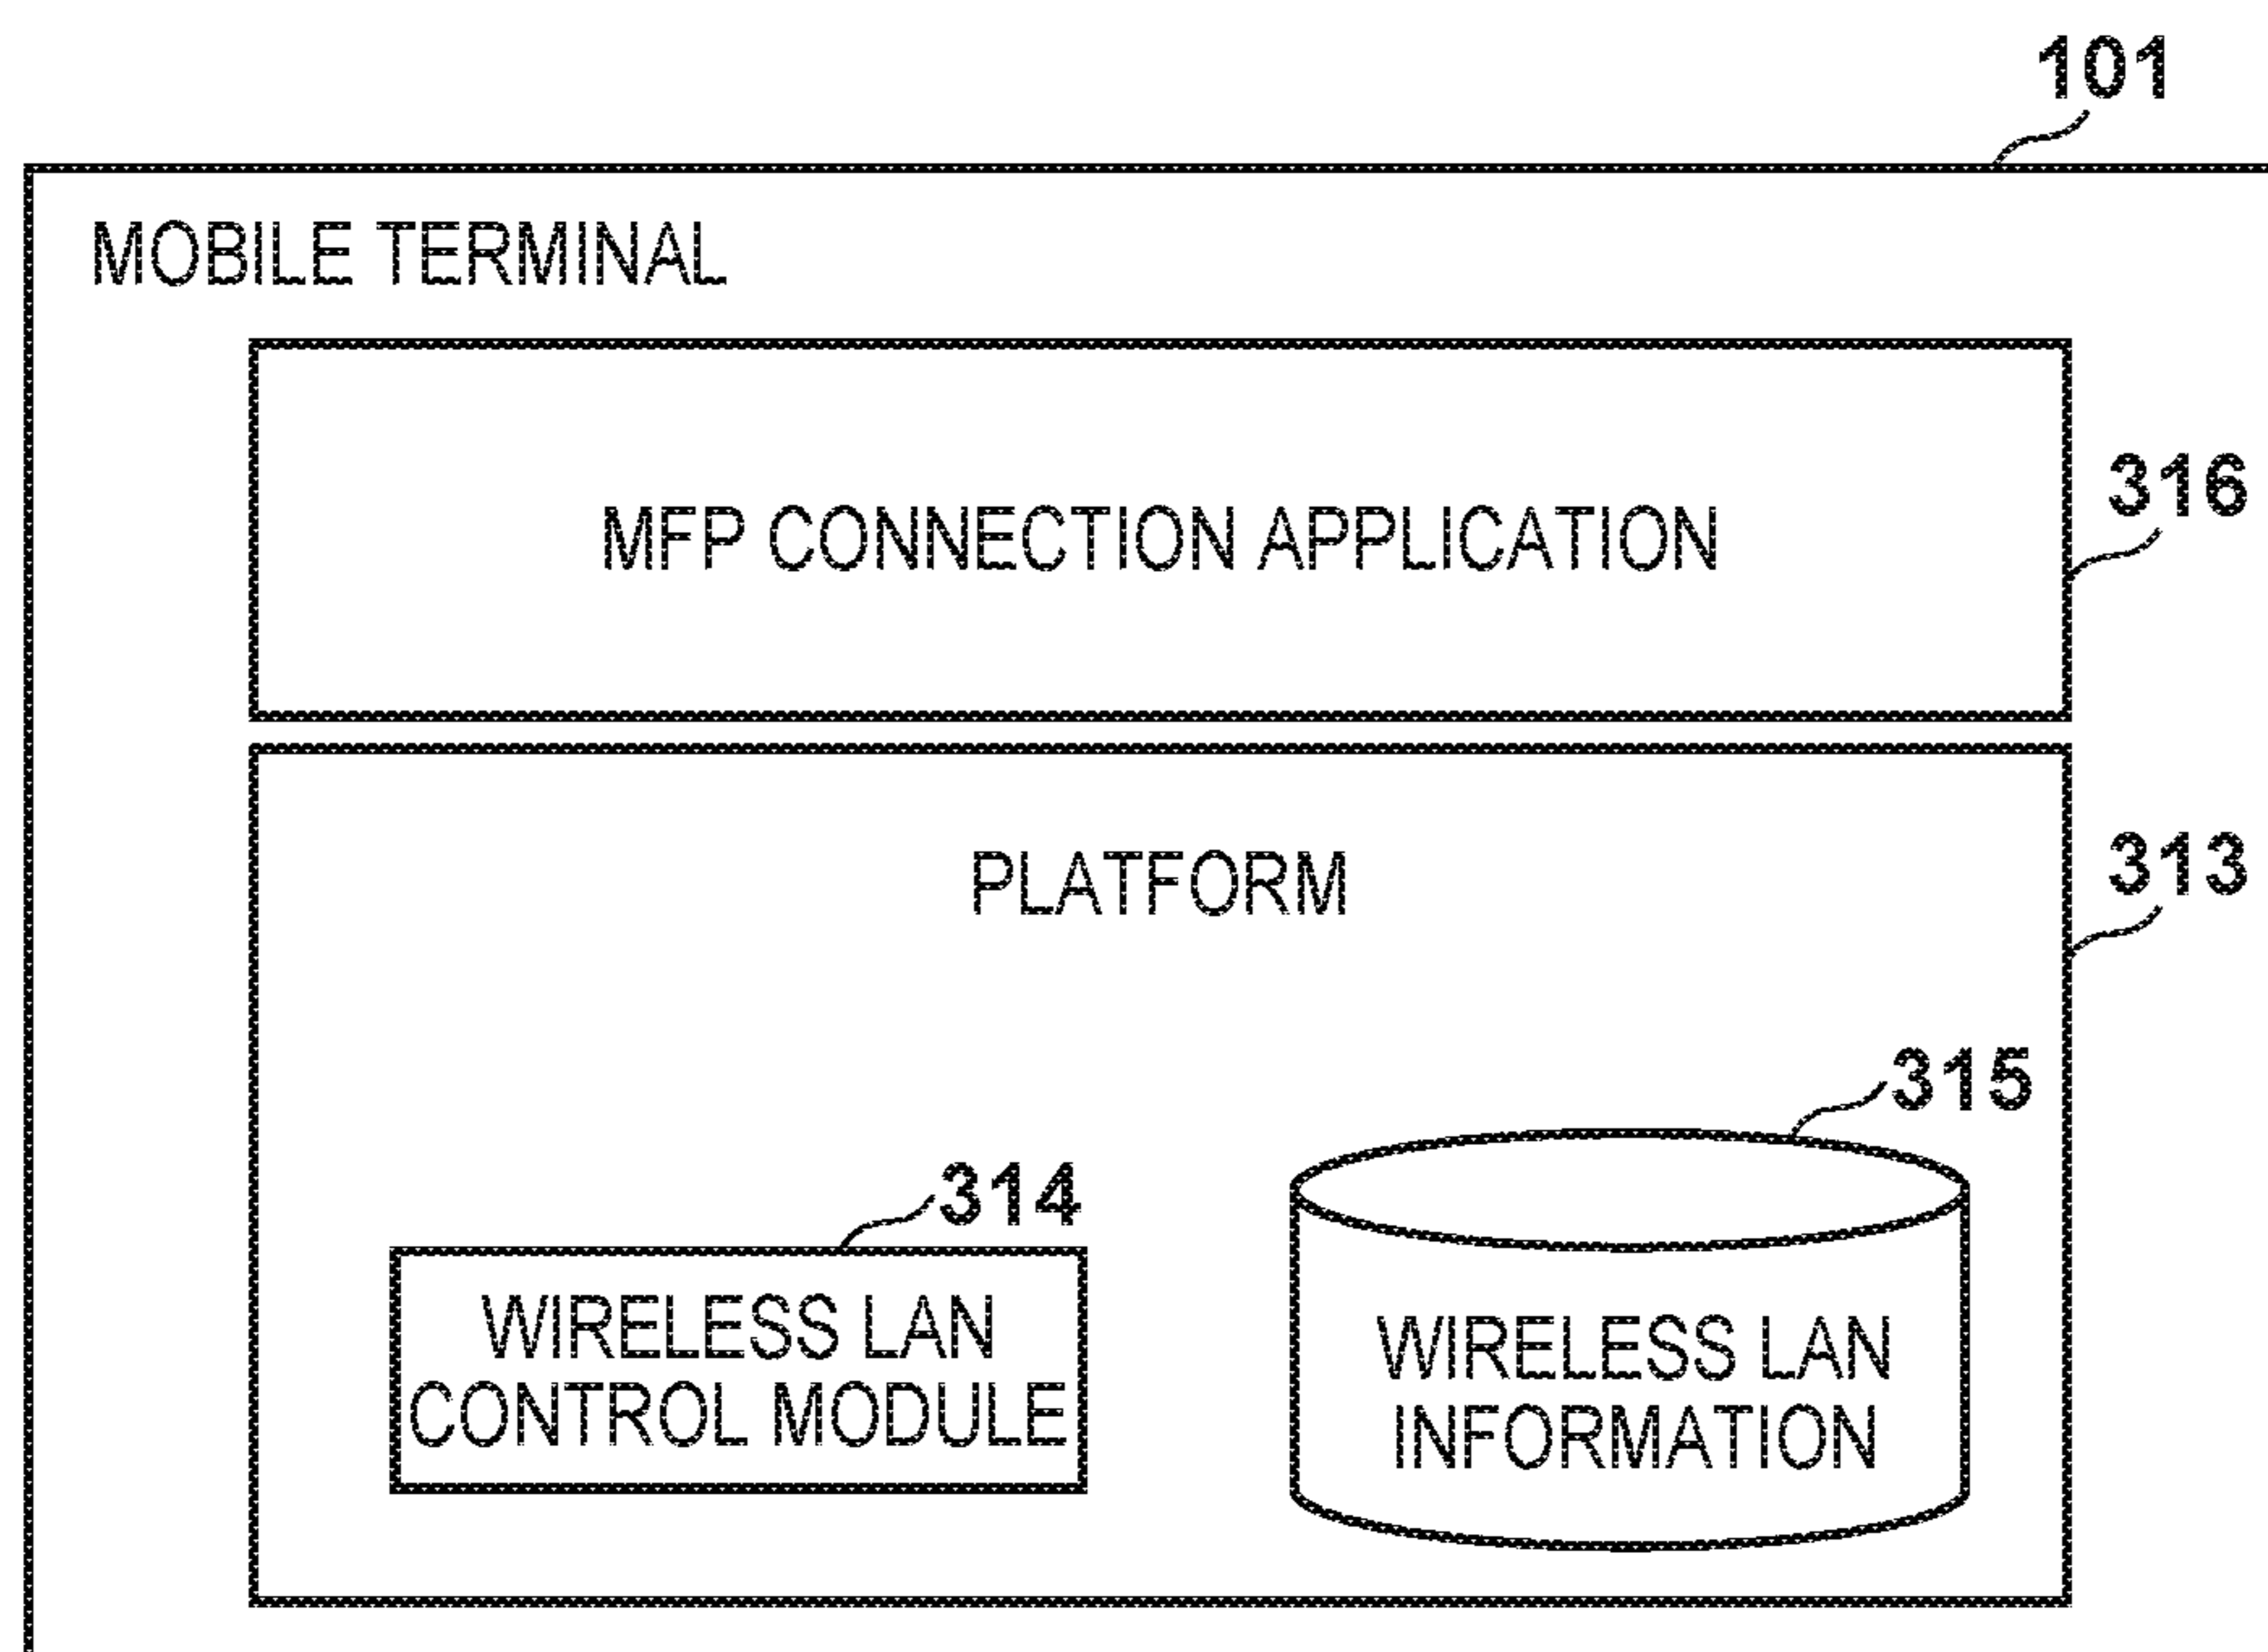 101
MOBILE TERMINAL
MFP CONNECTION APPLICATION
316
PLATFORM
313
315
314
WIRELESS LAN
CONTROL MODULE
WIRELESS LAN
INFORMATION